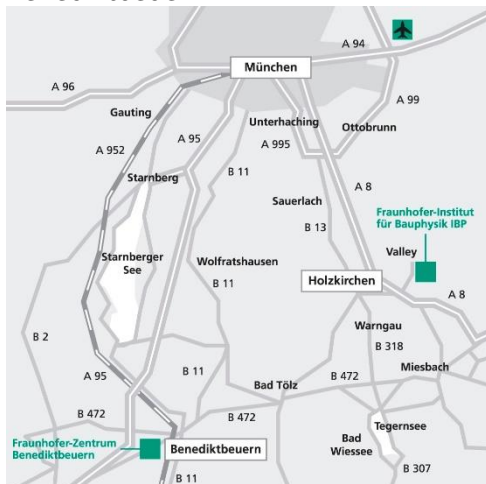 A 94
München
A 96
A 99
Gauting
Unterhaching
Ottobrunn
A 95
A 952
A 995
B 11
Starnberg
A 8
Sauerlach
Fraunhofer-Institut
für Bauphysik IBP
B 13
Valley
Starnberger
See
Wolfratshausen
B 11
Holzkirchen
A 8
Warngau
B 2
B 318
Miesbach
A 95
B 11
B 472
Bad Tölz
B 472
B 472
Tegernsee
Fraunhofer-Zentrum
Benediktbeuern
Benediktbeuern
Bad
Wiessee
B 11
B 307